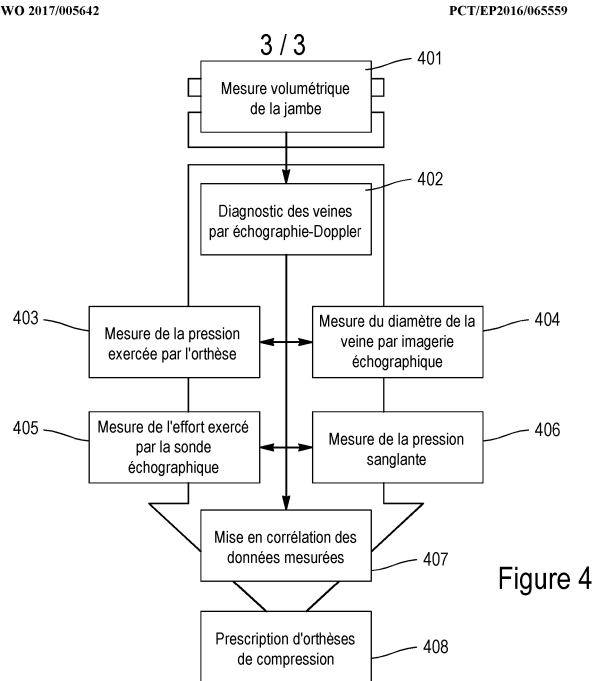 WO 2017/005642
PCT/EP2016/065559
3 / 3
401
Mesure volumétrique
de la jambe
402
Diagnostic des veines
par échographie-Doppler
403
Mesure de la pression
exercée par l'orthèse
Mesure du diamètre de la
veine par imagerie
échographique
404
405
Mesure de l'effort exercé
par la sonde
échographique
Mesure de la pression
sanglante
406
Mise en corrélation des
données mesurées
407
Figure 4
Prescription d'orthèses
de compression
408